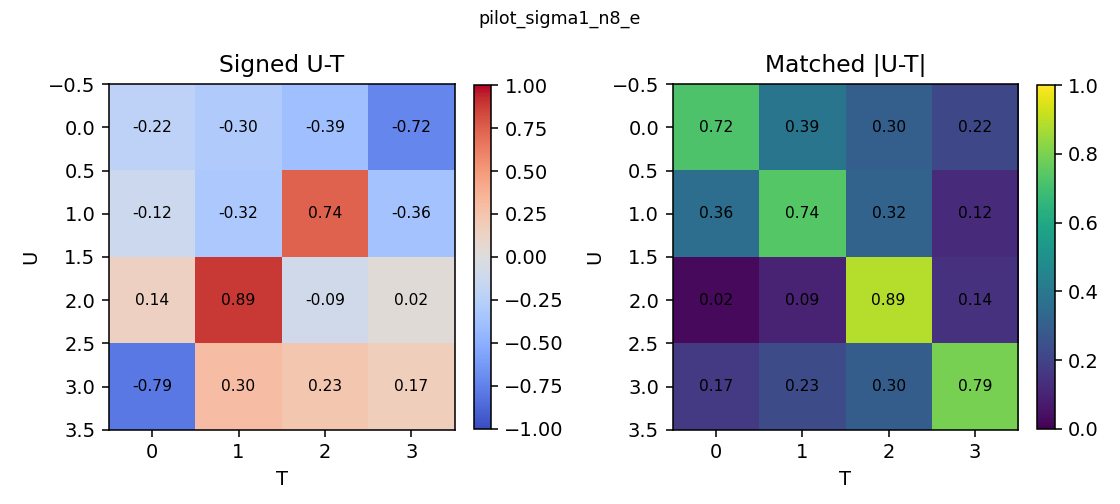 pilot_sigma1_n8_e
Signed U-T
−0.5
0.0
0.5
1.0
1.5
2.0
2.5
3.0
3.5
U
-0.22 -0.30 -0.39 -0.72
-0.12 -0.32 0.74 -0.36
0.14 0.89 -0.09 0.02
-0.79 0.30 0.23 0.17
0 1 2 3
T
1.00
0.75
0.50
0.25
0.00
−0.25
−0.50
−0.75
−1.00
Matched |U-T|
−0.5
0.0
0.5
1.0
1.5
2.0
2.5
3.0
3.5
U
0.72 0.39 0.30 0.22
0.36 0.74 0.32 0.12
0.02 0.09 0.89 0.14
0.17 0.23 0.30 0.79
0 1 2 3
T
1.0
0.8
0.6
0.4
0.2
0.0